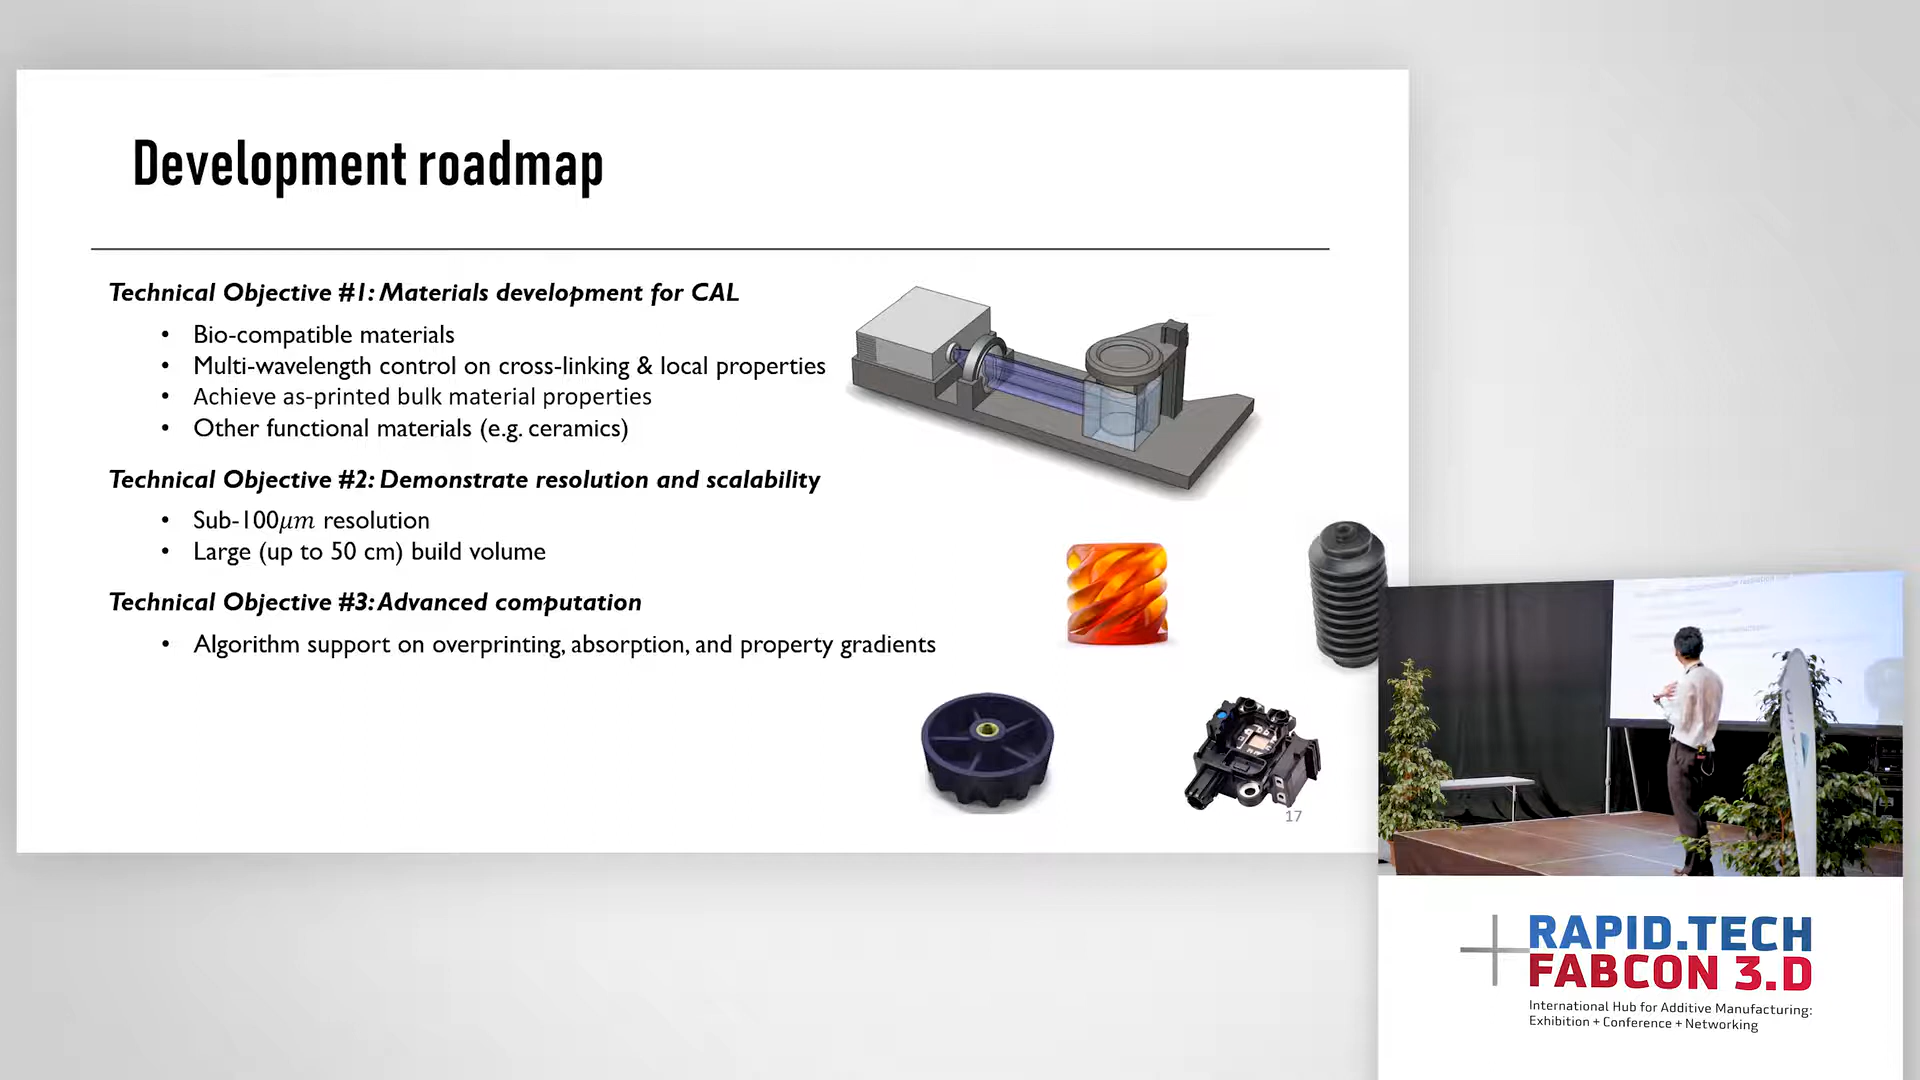 Development roadmap
Technical Objective #1: Materials development for CAL
• Bio-compatible materials
• Multi-wavelength control on cross-linking & local properties
• Achieve as-printed bulk material properties
• Other functional materials (e.g. ceramics)
Technical Objective #2: Demonstrate resolution and scalability
• Sub-100μm resolution
• Large (up to 50 cm) build volume
Technical Objective #3: Advanced computation
• Algorithm support on overprinting, absorption, and property gradients
17
RAPID.TECH
FABCON 3.D
International Hub for Additive Manufacturing:
Exhibition + Conference + Networking